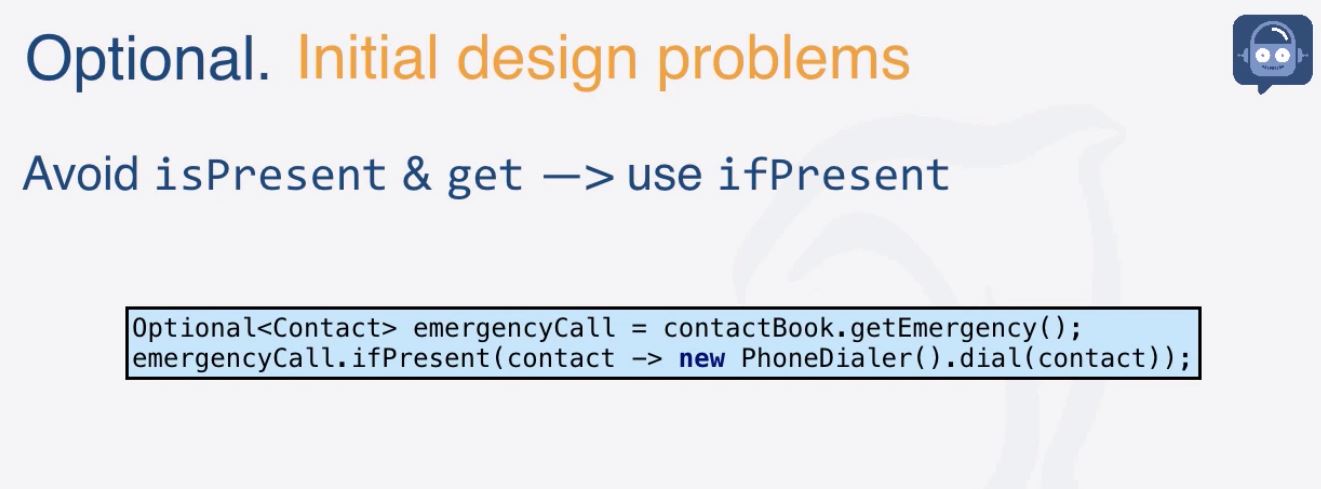 Optional. Initial design problems
Avoid isPresent & get —> use ifPresent
Optional<Contact> emergencyCall = contactBook.getEmergency();
emergencyCall.ifPresent(contact -> new PhoneDialer().dial(contact));